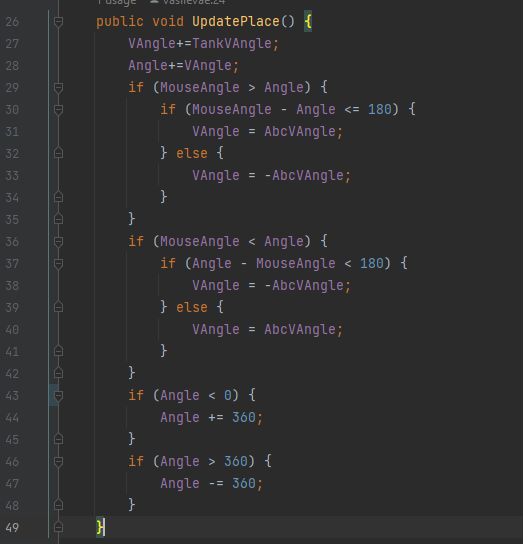 1 usage vasilevae.24
26 public void UpdatePlace() {
27 VAngle+=TankVAngle;
28 Angle+=VAngle;
29 if (MouseAngle > Angle) {
30 if (MouseAngle - Angle <= 180) {
31 VAngle = AbcVAngle;
32 } else {
33 VAngle = -AbcVAngle;
34 }
35 }
36 if (MouseAngle < Angle) {
37 if (Angle - MouseAngle < 180) {
38 VAngle = -AbcVAngle;
39 } else {
40 VAngle = AbcVAngle;
41 }
42 }
43 if (Angle < 0) {
44 Angle += 360;
45 }
46 if (Angle > 360) {
47 Angle -= 360;
48 }
49 }